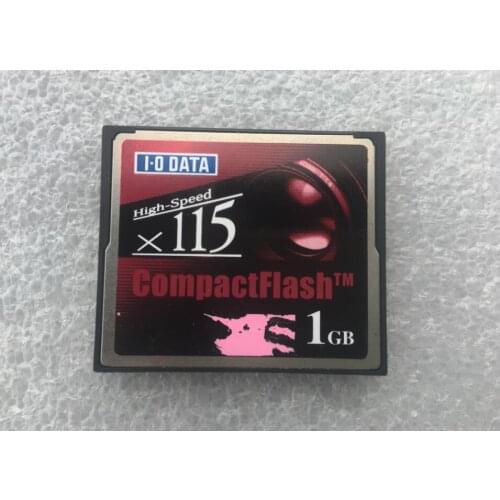 I-O DATA
High-Speed
×115
CompactFlash™
1GB